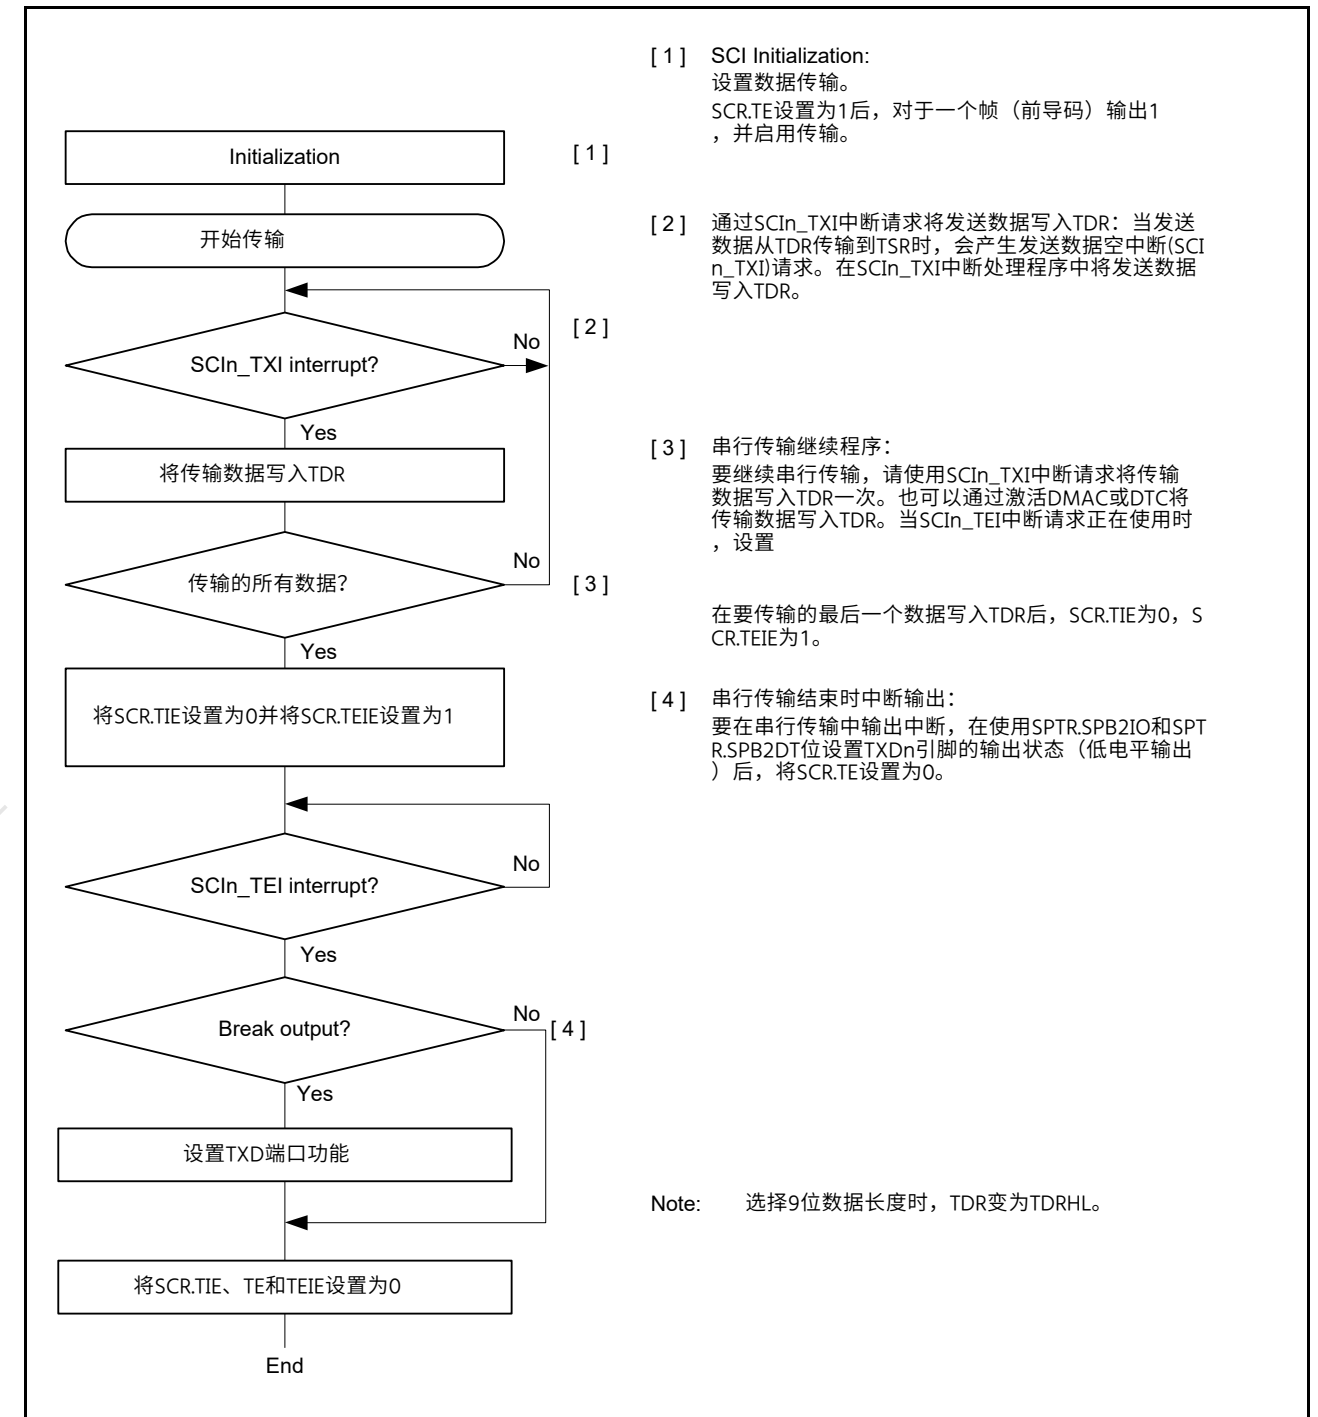 [ 1 ] SCI Initialization:
设置数据传输。
SCR.TE设置为1后，对于一个帧（前导码）输出1
，并启用传输。
Initialization
[ 1 ]
开始传输
[ 2 ] 通过SCIn_TXI中断请求将发送数据写入TDR：当发送
数据从TDR传输到TSR时，会产生发送数据空中断(SCI
n_TXI)请求。在SCIn_TXI中断处理程序中将发送数据
写入TDR。
[ 2 ]
No
SCIn_TXI interrupt?
Yes
将传输数据写入TDR
[ 3 ] 串行传输继续程序：
要继续串行传输，请使用SCIn_TXI中断请求将传输
数据写入TDR一次。也可以通过激活DMAC或DTC将
传输数据写入TDR。当SCIn_TEI中断请求正在使用时
，设置
No
传输的所有数据？
[ 3 ]
在要传输的最后一个数据写入TDR后，SCR.TIE为0，S
CR.TEIE为1。
Yes
将SCR.TIE设置为0并将SCR.TEIE设置为1
[ 4 ] 串行传输结束时中断输出：
要在串行传输中输出中断，在使用SPTR.SPB2IO和SPT
R.SPB2DT位设置TXDn引脚的输出状态（低电平输出
）后，将SCR.TE设置为0。
No
SCIn_TEI interrupt?
Yes
No
Break output?
[ 4 ]
Yes
设置TXD端口功能
Note: 选择9位数据长度时，TDR变为TDRHL。
将SCR.TIE、TE和TEIE设置为0
End